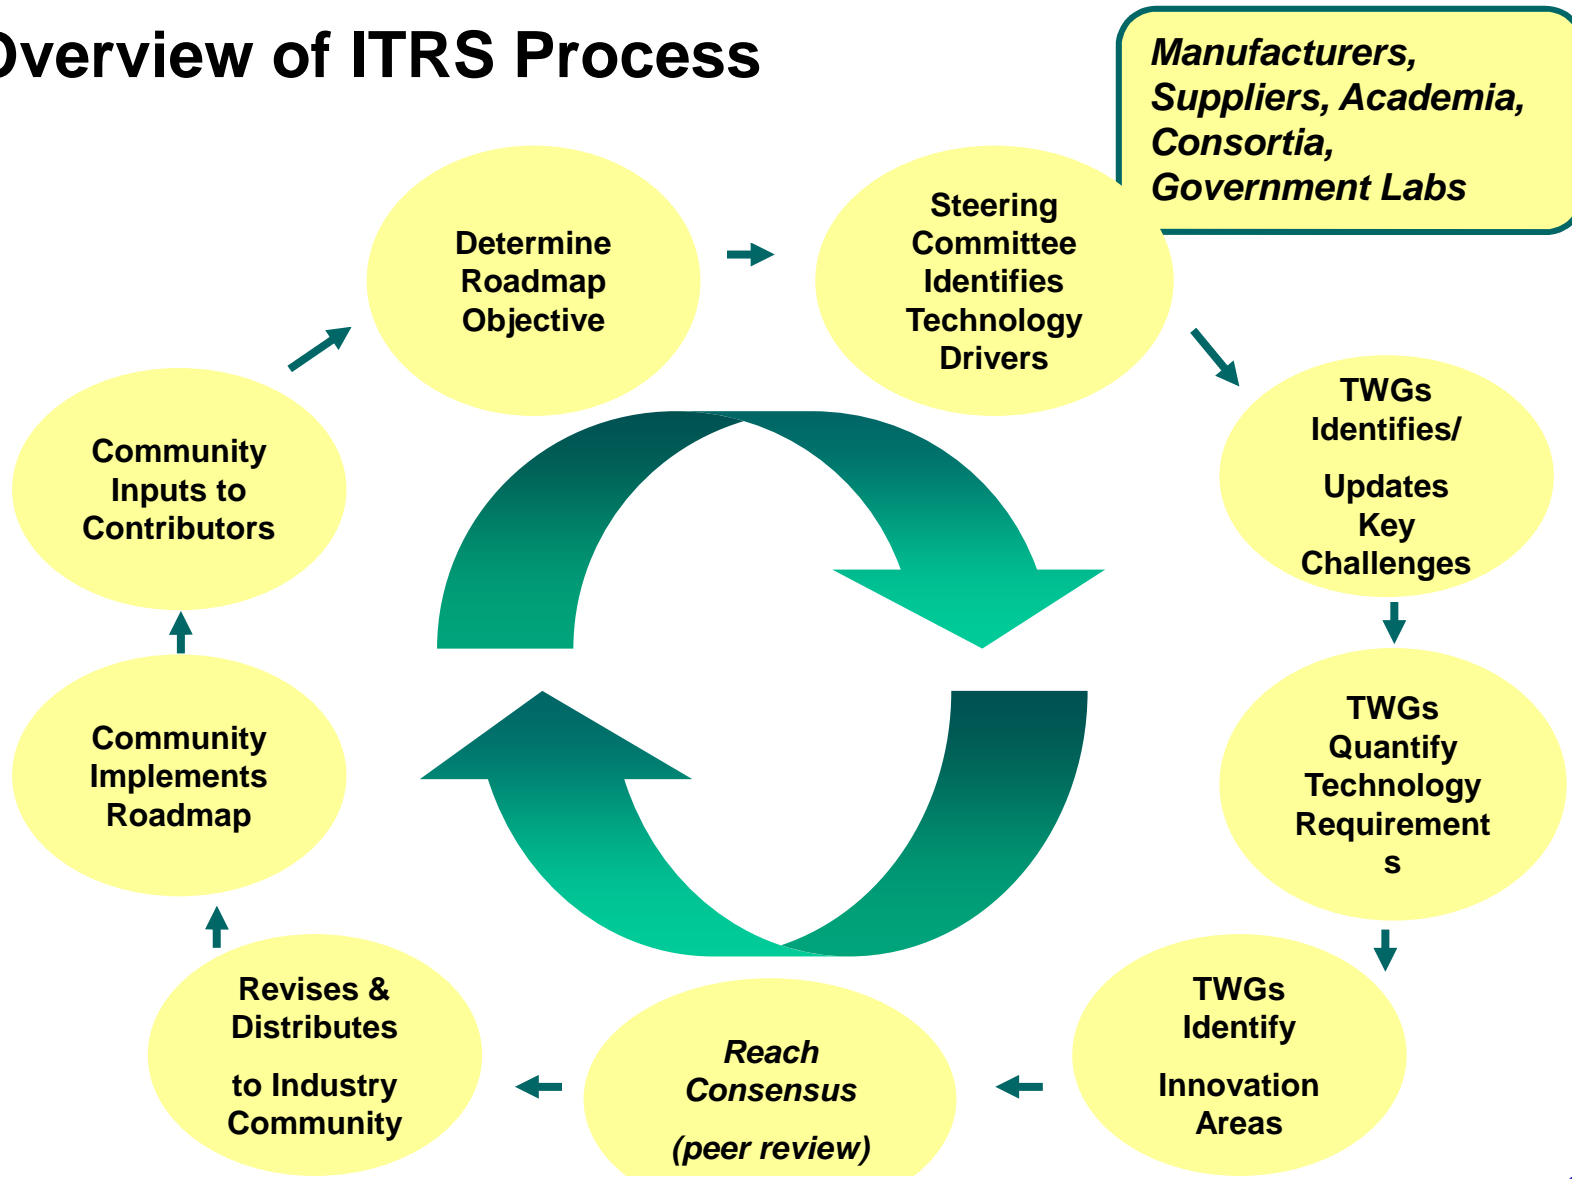 Overview of ITRS Process
Manufacturers,
Suppliers, Academia,
Consortia,
Government Labs
Determine
Roadmap
Objective
Steering
Committee
Identifies
Technology
Drivers
TWGs
Identifies/
Updates
Key
Challenges
TWGs
Quantify
Technology
Requirement
s
TWGs
Identify
Innovation
Areas
Reach
Consensus
(peer review)
Revises &
Distributes
to Industry
Community
Community
Implements
Roadmap
Community
Inputs to
Contributors